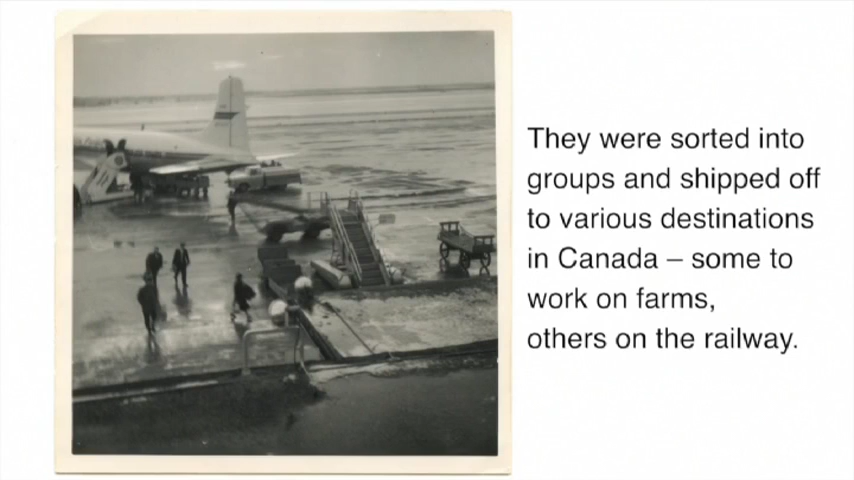 They were sorted into
groups and shipped off
to various destinations
in Canada – some to
work on farms,
others on the railway.